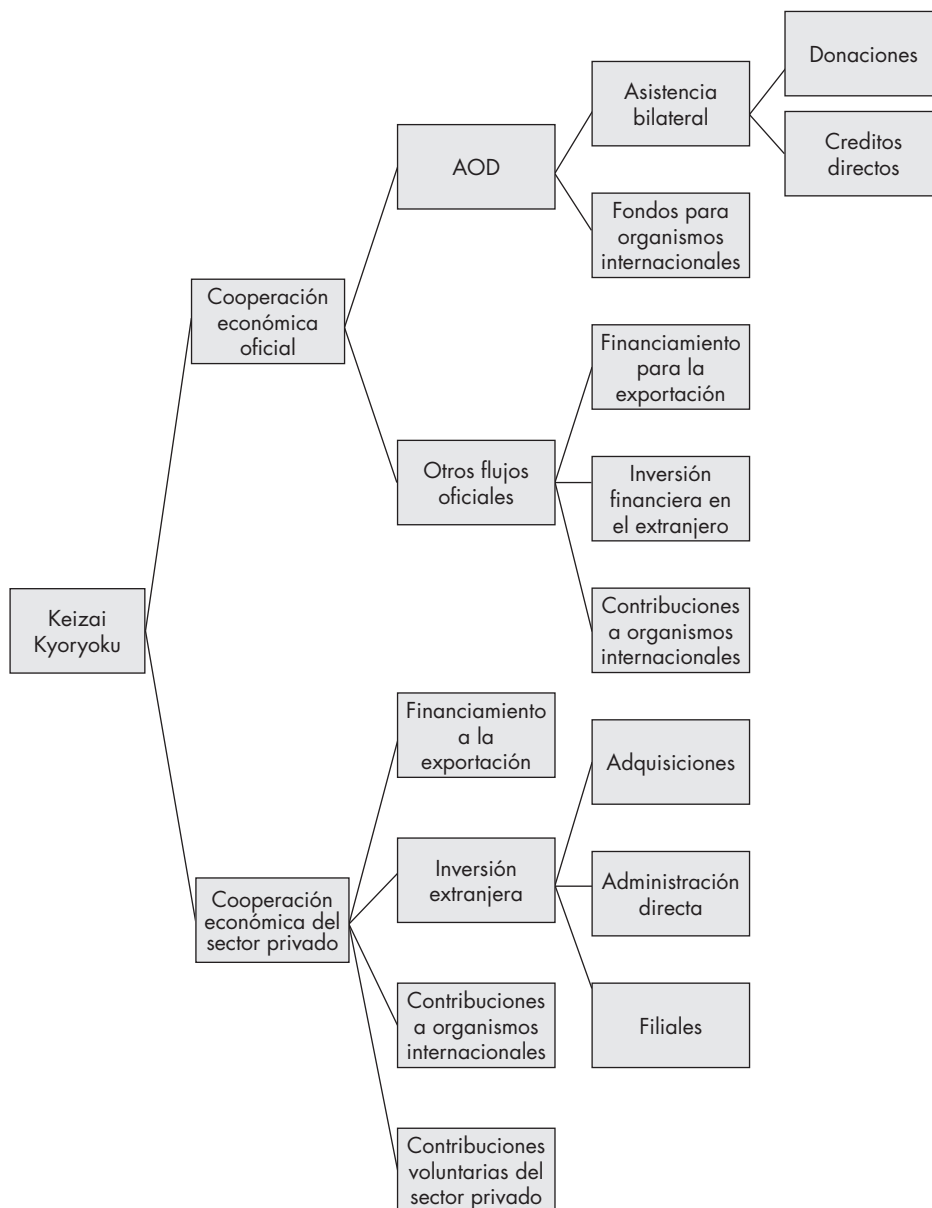 Donaciones
Asistencia
bilateral
Creditos
directos
AOD
Fondos para
organismos
internacionales
Cooperación
económica
oficial
Financiamiento
para la
exportación
Otros flujos
oficiales
Inversión
financiera en
el extranjero
Contribuciones
a organismos
internacionales
Keizai
Kyoryoku
Financiamiento
a la
exportación
Adquisiciones
Inversión
extranjera
Administración
directa
Cooperación
económica del
sector privado
Contribuciones
a organismos
internacionales
Filiales
Contribuciones
voluntarias del
sector privado